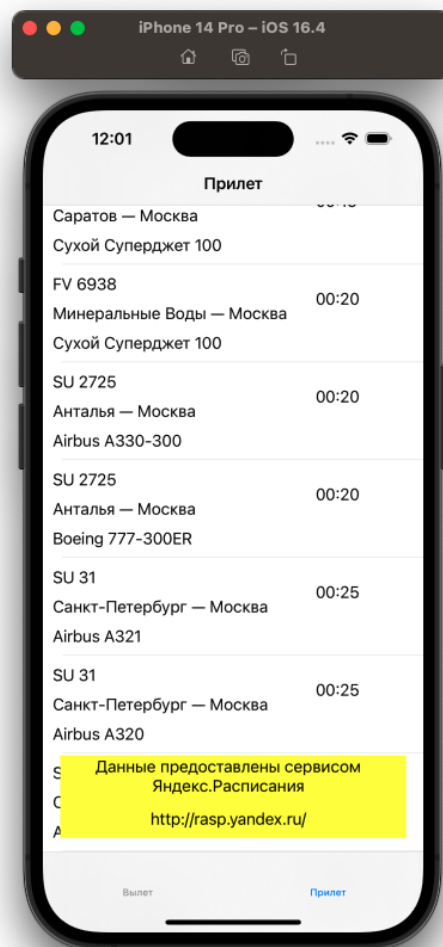 iPhone 14 Pro – iOS 16.4
12:01
Прилет
Саратов — Москва
Сухой Суперджет 100
FV 6938
00:20
Минеральные Воды — Москва
Сухой Суперджет 100
SU 2725
00:20
Анталья — Москва
Airbus A330-300
SU 2725
00:20
Анталья — Москва
Boeing 777-300ER
SU 31
00:25
Санкт-Петербург — Москва
Airbus A321
SU 31
00:25
Санкт-Петербург — Москва
Airbus A320
Данные предоставлены сервисом
Яндекс.Расписания
http://rasp.yandex.ru/
Вылет
Прилет